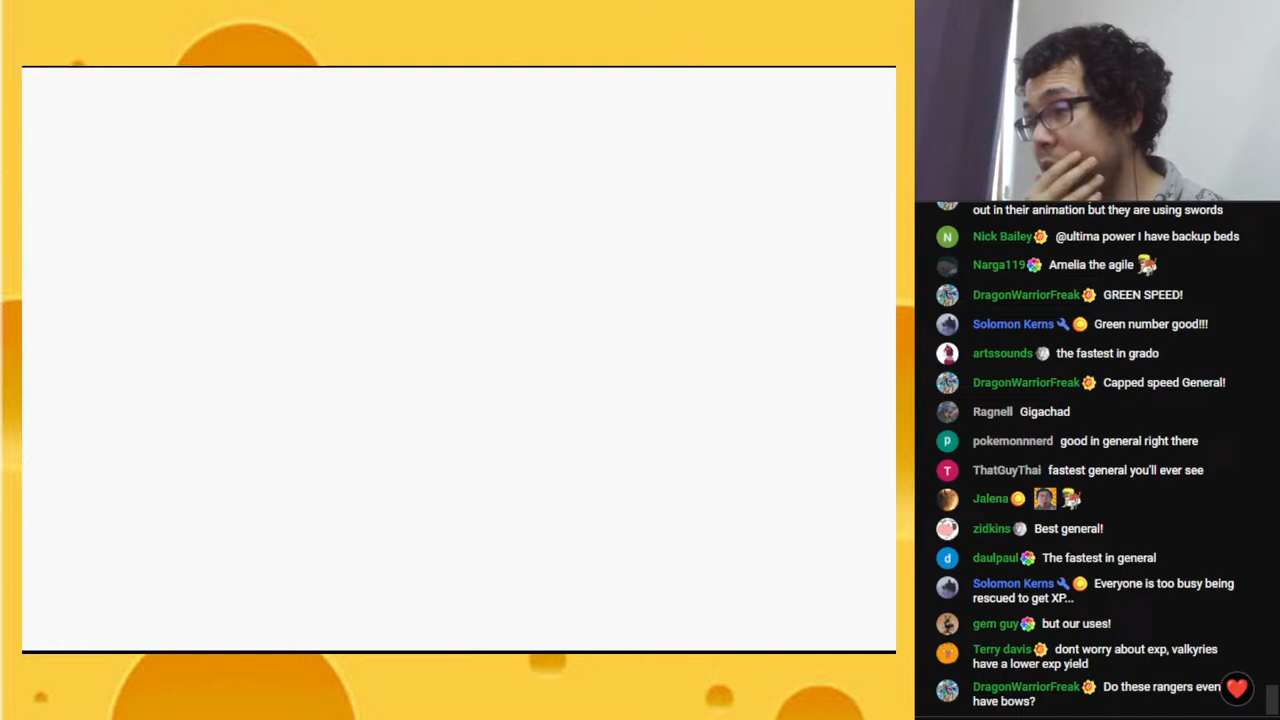 out in their animation but they are using swords
Nick Bailey @ultima power I have backup beds
Narga119 Amelia the agile
DragonWarriorFreak GREEN SPEED!
Solomon Kerns Green number good!!!
artssounds the fastest in grado
DragonWarriorFreak Capped speed General!
Ragnell Gigachad
pokemonnnerd good in general right there
ThatGuyThai fastest general you'll ever see
Jalena
zidkins Best general!
daulpaul The fastest in general
Solomon Kerns Everyone is too busy being
rescued to get XP...
gem guy but our uses!
Terry davis dont worry about exp, valkyries
have a lower exp yield
DragonWarriorFreak Do these rangers even
have bows?
N
p
T
d